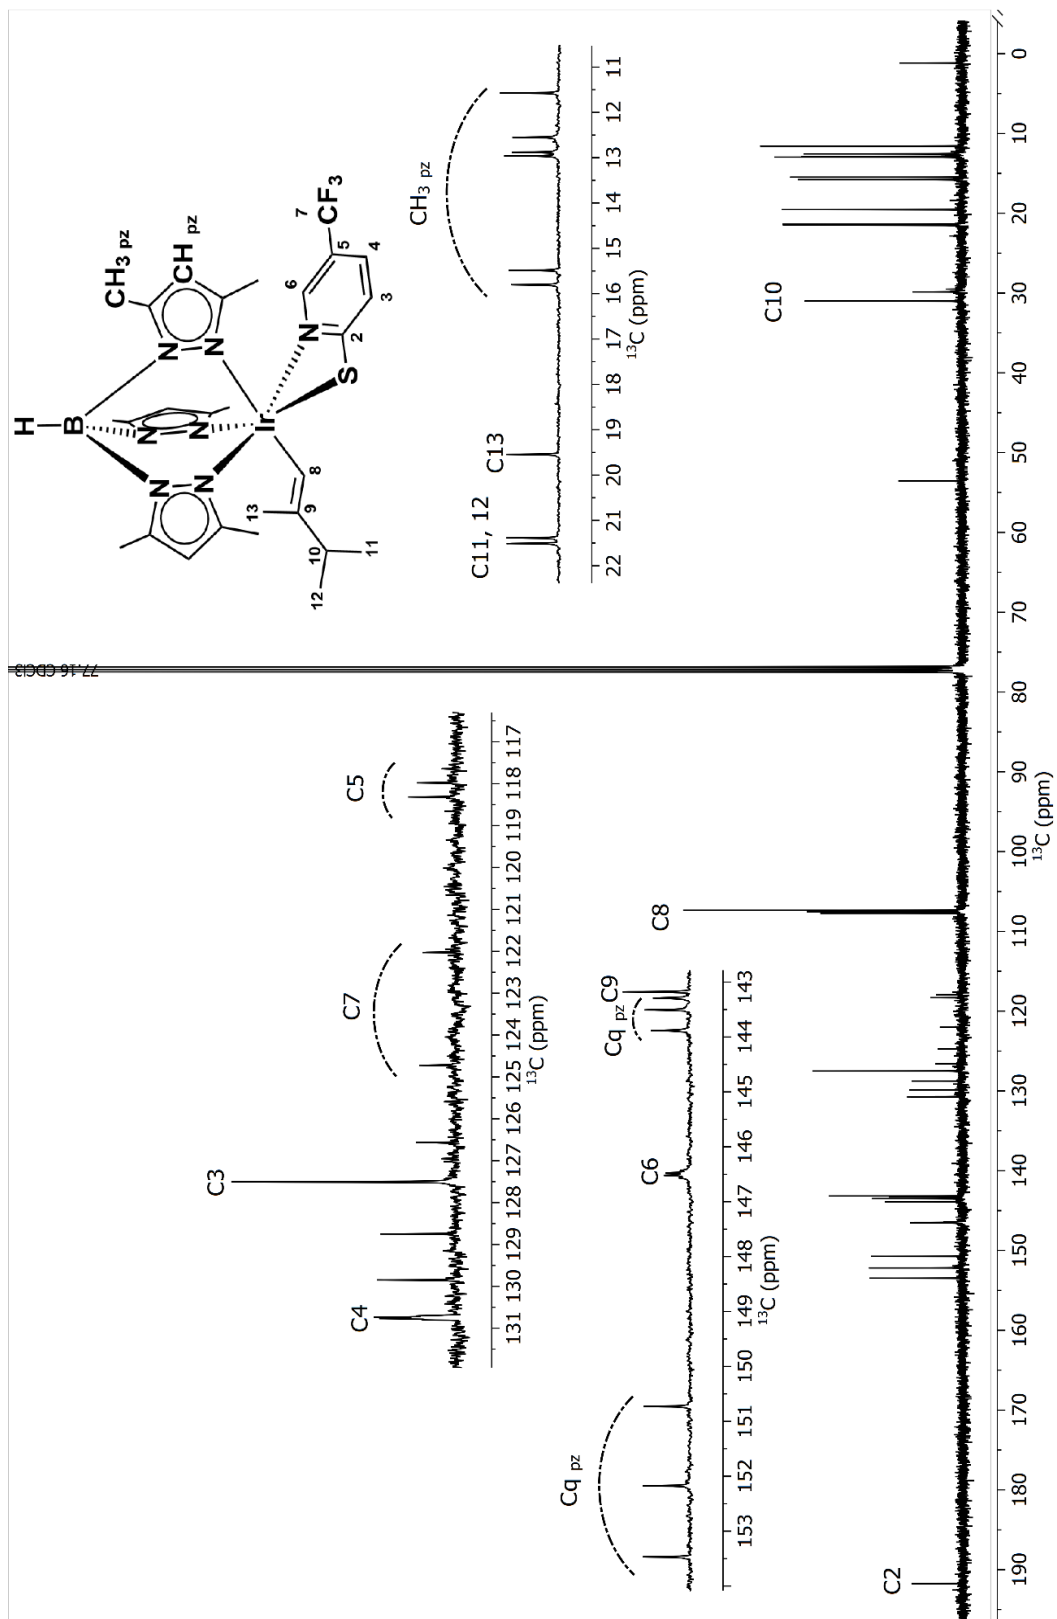 77.16 CDCl3
H
B
N
N
N
N
N
N
Ir
CH3 pz
CH pz
CF3
N
S
2
3
4
5
6
7
8
9
10
11
12
13
C5
C7
C3
C4
131 130 129 128 127 126 125 124 123 122 121 120 119 118 117
13C (ppm)
CH3 pz
C13
C11, 12
22 21 20 19 18 17 16 15 14 13 12 11
13C (ppm)
Cq pz
C6
Cq pz
C9
153 152 151 150 149 148 147 146 145 144 143
13C (ppm)
C2
C8
C10
190 180 170 160 150 140 130 120 110 100 90 80 70 60 50 40 30 20 10 0
13C (ppm)